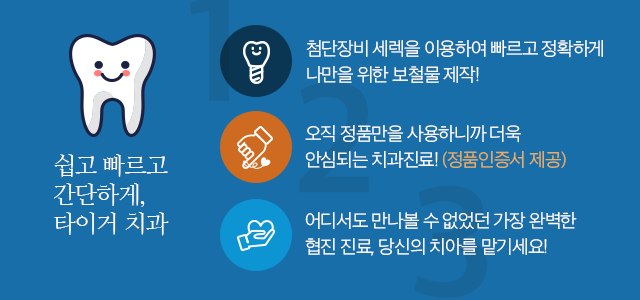 쉽고 빠르고
간단하게,
타이거 치과
1
첨단장비 세렉을 이용하여 빠르고 정확하게
나만을 위한 보철물 제작!
2
오직 정품만을 사용하니까 더욱
안심되는 치과진료! (정품인증서 제공)
3
어디서도 만나볼 수 없었던 가장 완벽한
협진 진료, 당신의 치아를 맡기세요!